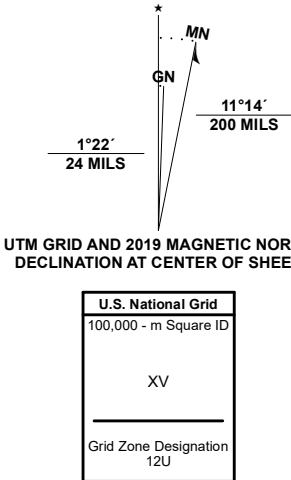 ★
MN
GN
11°14´
200 MILS
1°22´
24 MILS
UTM GRID AND 2019 MAGNETIC NOR
DECLINATION AT CENTER OF SHEE
U.S. National Grid
100,000 - m Square ID
XV
Grid Zone Designation
12U